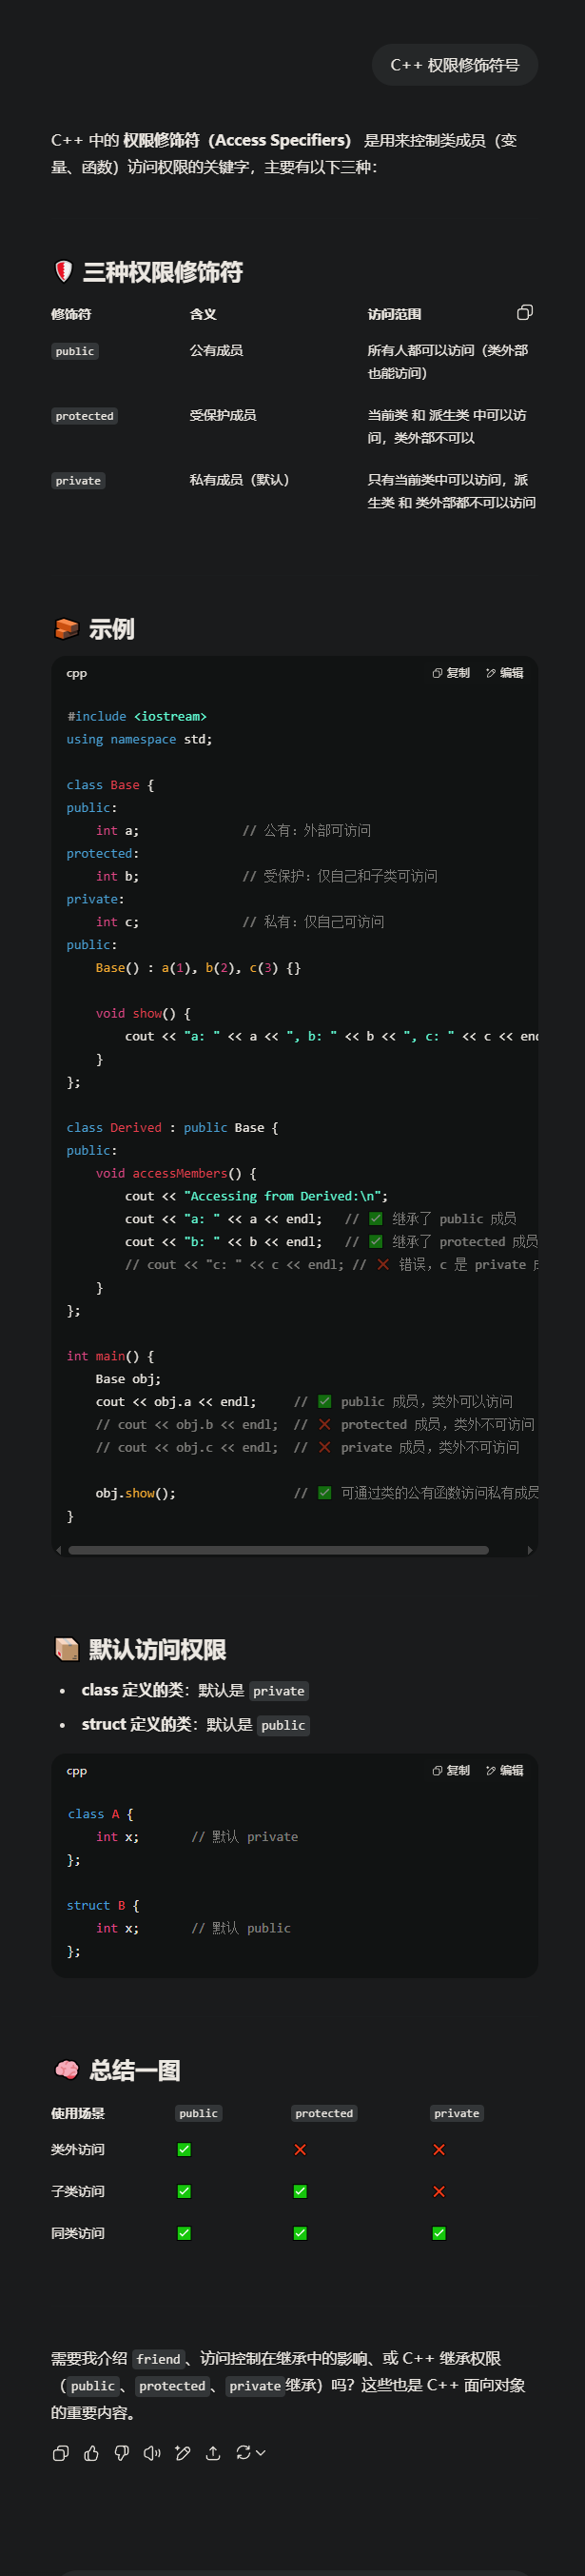 C++ 权限修饰符号
C++ 中的 权限修饰符（Access Specifiers） 是用来控制类成员（变
量、函数）访问权限的关键字，主要有以下三种：
三种权限修饰符
修饰符 含义 访问范围
public 公有成员 所有人都可以访问（类外部
也能访问）
protected 受保护成员 当前类 和 派生类 中可以访
问，类外部不可以
private 私有成员（默认） 只有当前类中可以访问，派
生类 和 类外部都不可以访问
示例
cpp 复制 编辑
#include <iostream>
using namespace std;
class Base {
public:
    int a;              // 公有：外部可访问
protected:
    int b;              // 受保护：仅自己和子类可访问
private:
    int c;              // 私有：仅自己可访问
public:
    Base() : a(1), b(2), c(3) {}
    void show() {
        cout << "a: " << a << ", b: " << b << ", c: " << c << end
    }
};
class Derived : public Base {
public:
    void accessMembers() {
        cout << "Accessing from Derived:\n";
        cout << "a: " << a << endl;   // ✅ 继承了 public 成员
        cout << "b: " << b << endl;   // ✅ 继承了 protected 成员
        // cout << "c: " << c << endl; // ❌ 错误，c 是 private
    }
};
int main() {
    Base obj;
    cout << obj.a << endl;     // ✅ public 成员，类外可以访问
    // cout << obj.b << endl;  // ❌ protected 成员，类外不可访问
    // cout << obj.c << endl;  // ❌ private 成员，类外不可访问
    obj.show();                // ✅ 可通过类的公有函数访问私有成员
}
默认访问权限
• class 定义的类：默认是 private
• struct 定义的类：默认是 public
cpp 复制 编辑
class A {
    int x;       // 默认 private
};
struct B {
    int x;       // 默认 public
};
总结一图
使用场景 public protected private
类外访问 ✅ ❌ ❌
子类访问 ✅ ✅ ❌
同类访问 ✅ ✅ ✅
需要我介绍 friend、访问控制在继承中的影响、或 C++ 继承权限
（public、protected、private继承）吗？这些也是 C++ 面向对象
的重要内容。